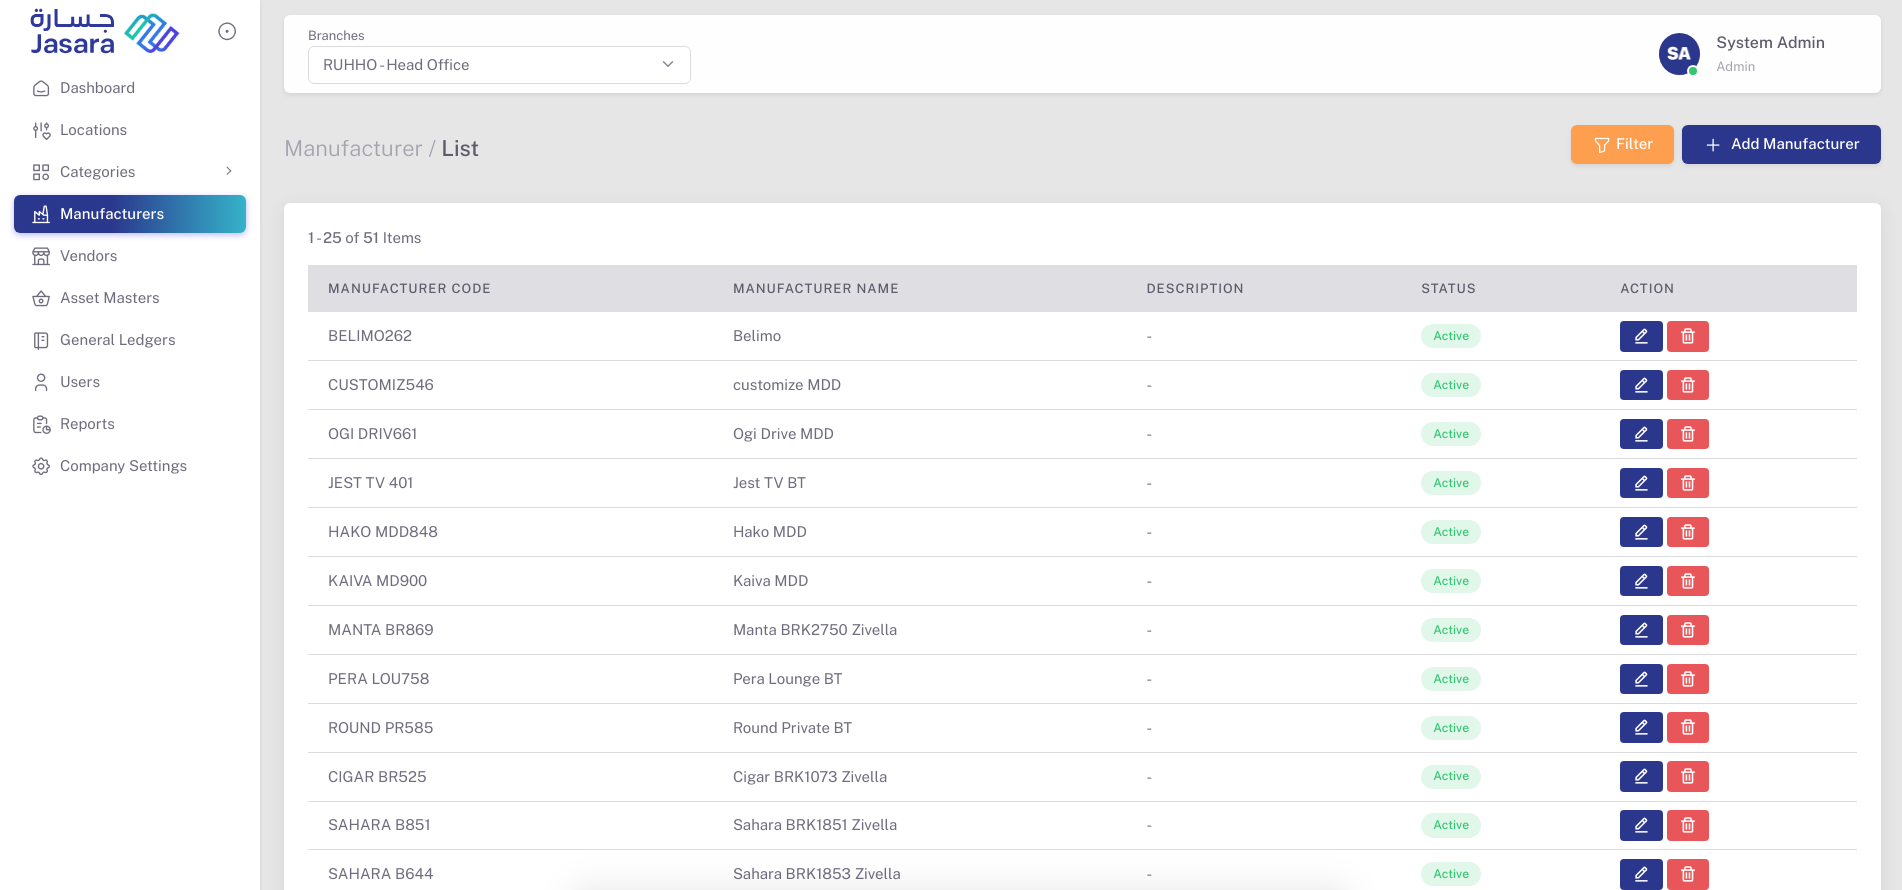 جسارة
Jasara
Dashboard
Locations
Categories
Manufacturers
Vendors
Asset Masters
General Ledgers
Users
Reports
Company Settings
Branches
RUHHO - Head Office
SA
System Admin
Admin
Manufacturer / List
Filter
+ Add Manufacturer
1 - 25 of 51 Items
MANUFACTURER CODE MANUFACTURER NAME DESCRIPTION STATUS ACTION
BELIMO262 Belimo - Active
CUSTOMIZ546 customize MDD - Active
OGI DRIV661 Ogi Drive MDD - Active
JEST TV 401 Jest TV BT - Active
HAKO MDD848 Hako MDD - Active
KAIVA MD900 Kaiva MDD - Active
MANTA BR869 Manta BRK2750 Zivella - Active
PERA LOU758 Pera Lounge BT - Active
ROUND PR585 Round Private BT - Active
CIGAR BR525 Cigar BRK1073 Zivella - Active
SAHARA B851 Sahara BRK1851 Zivella - Active
SAHARA B644 Sahara BRK1853 Zivella - Active